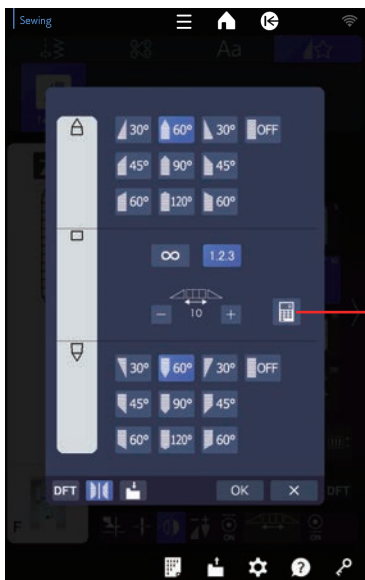 Sewing
Aa
30° 60° 30° OFF
45° 90° 45°
60° 120° 60°
∞ 1.2.3
− 10 +
30° 60° 30° OFF
45° 90° 45°
60° 120° 60°
DFT OK × DFT
F
ON ON
?